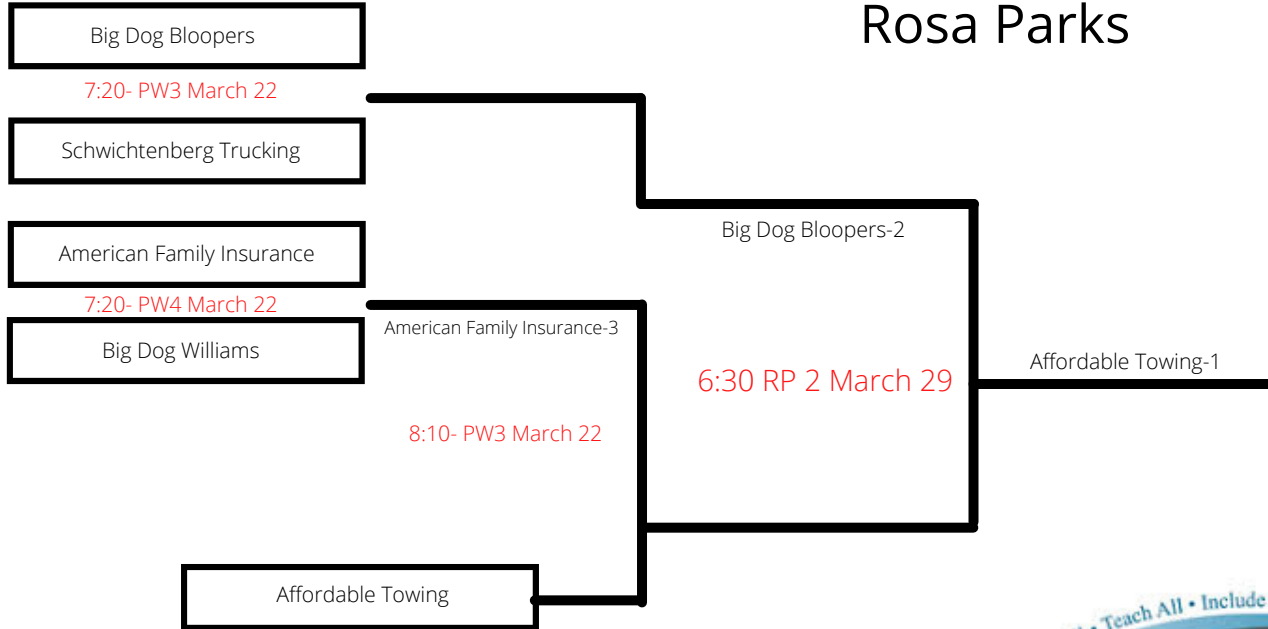 Rosa Parks
Big Dog Bloopers
7:20- PW3 March 22
Schwichtenberg Trucking
Big Dog Bloopers-2
American Family Insurance
7:20- PW4 March 22
American Family Insurance-3
Big Dog Williams
Affordable Towing-1
6:30 RP 2 March 29
8:10- PW3 March 22
Affordable Towing
• Teach All • Include